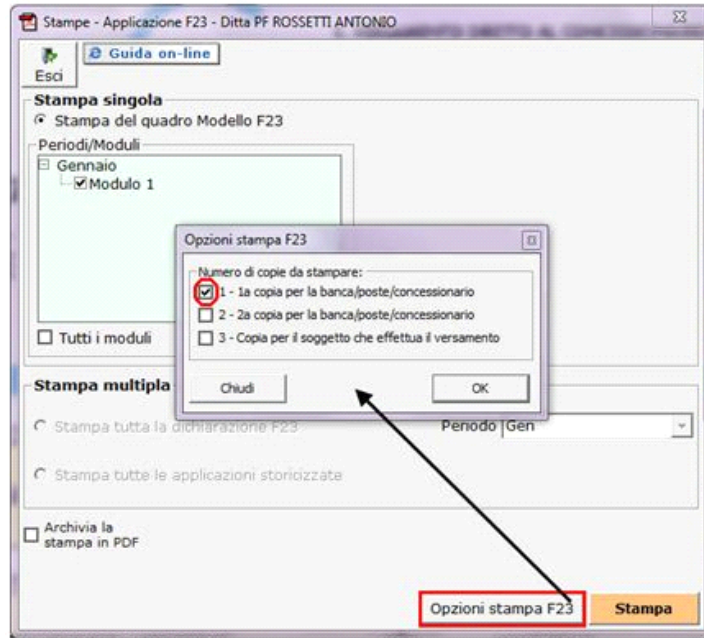 Stampe - Applicazione F23 - Ditta PF ROSSETTI ANTONIO
Guida on-line
Esci
Stampa singola
Stampa del quadro Modello F23
Periodi/Moduli
Gennaio
Modulo 1
Opzioni stampa F23
Numero di copie da stampare:
1 - 1a copia per la banca/poste/concessionario
2 - 2a copia per la banca/poste/concessionario
3 - Copia per il soggetto che effettua il versamento
Tutti i moduli
Chiudi
OK
Stampa multipla
Stampa tutta la dichiarazione F23
Periodo Gen
Stampa tutte le applicazioni storicizzate
Archivia la
stampa in PDF
Opzioni stampa F23
Stampa